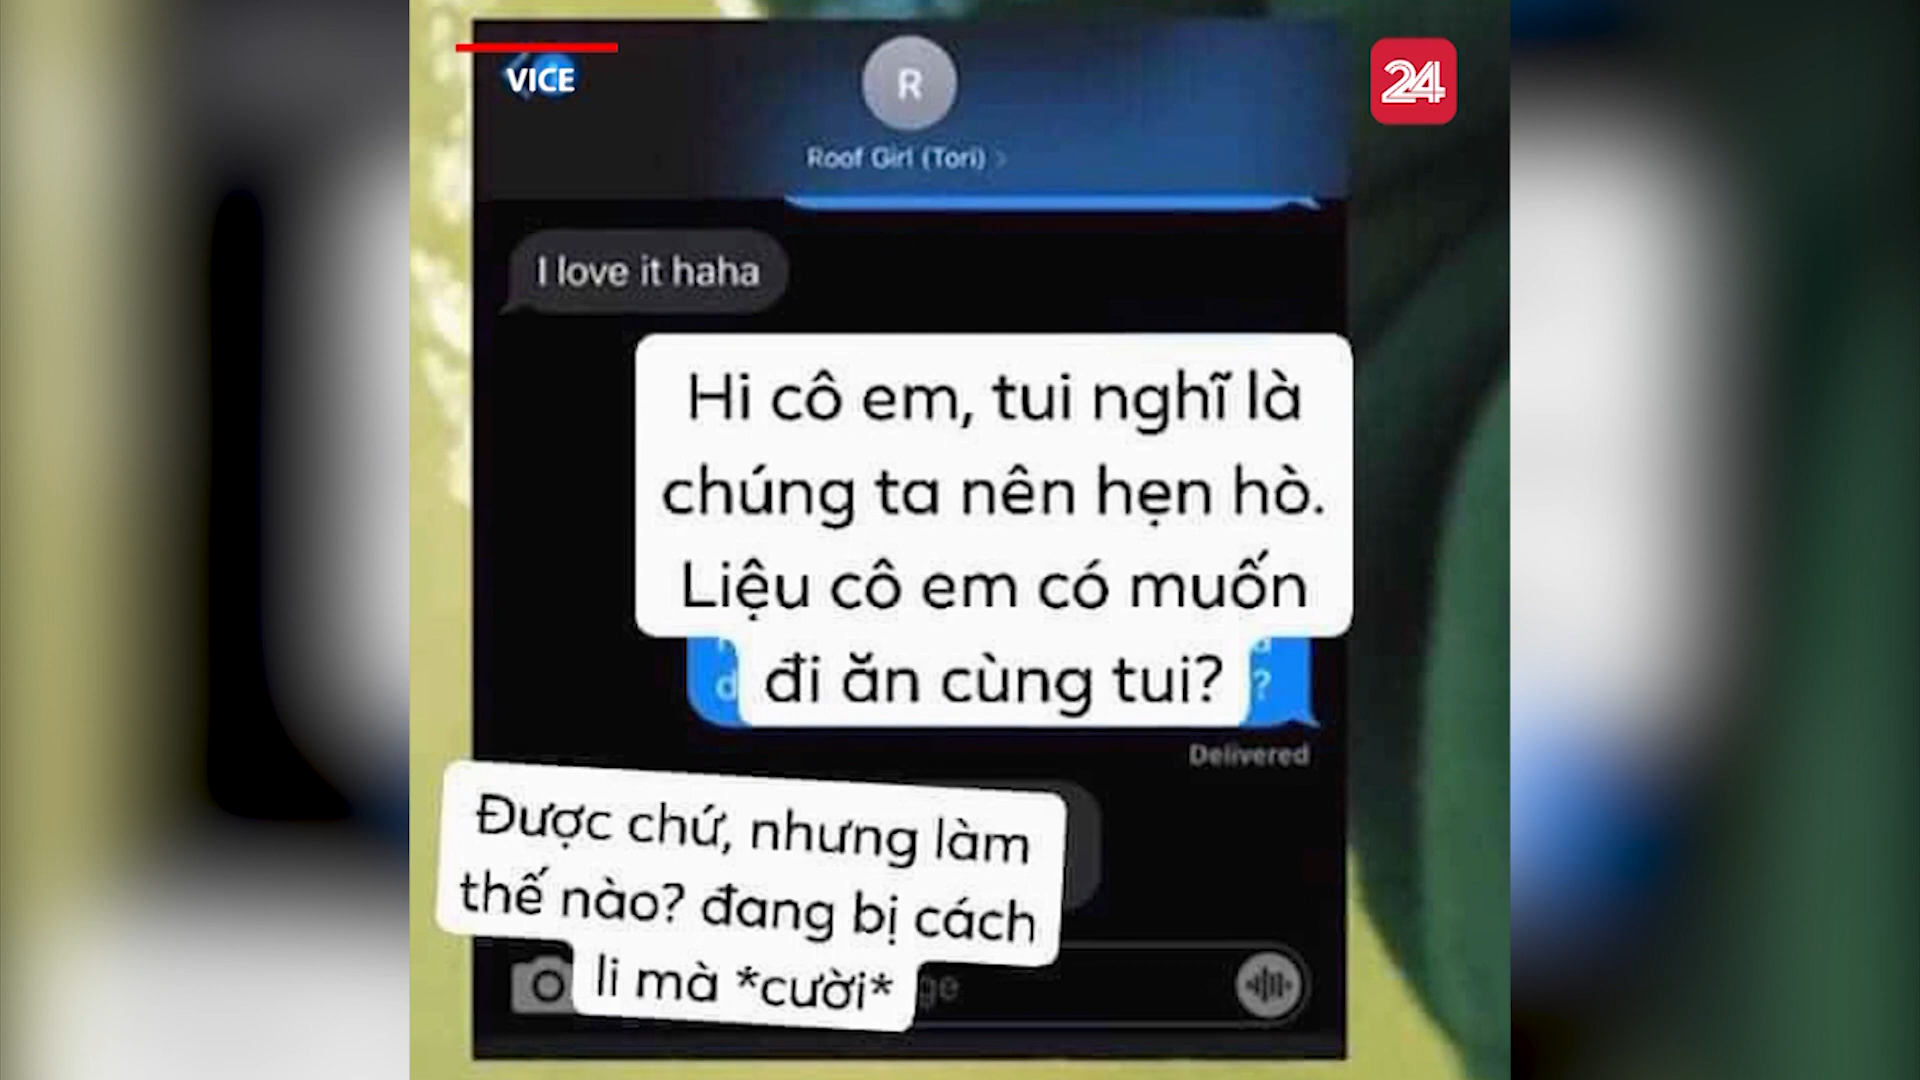 VICE
24
R
Roof Girl (Tori)
I love it haha
Hi cô em, tui nghĩ là
chúng ta nên hẹn hò.
Liệu cô em có muốn
đi ăn cùng tui?
Delivered
Được chứ, nhưng làm
thế nào? đang bị cách
li mà *cười*